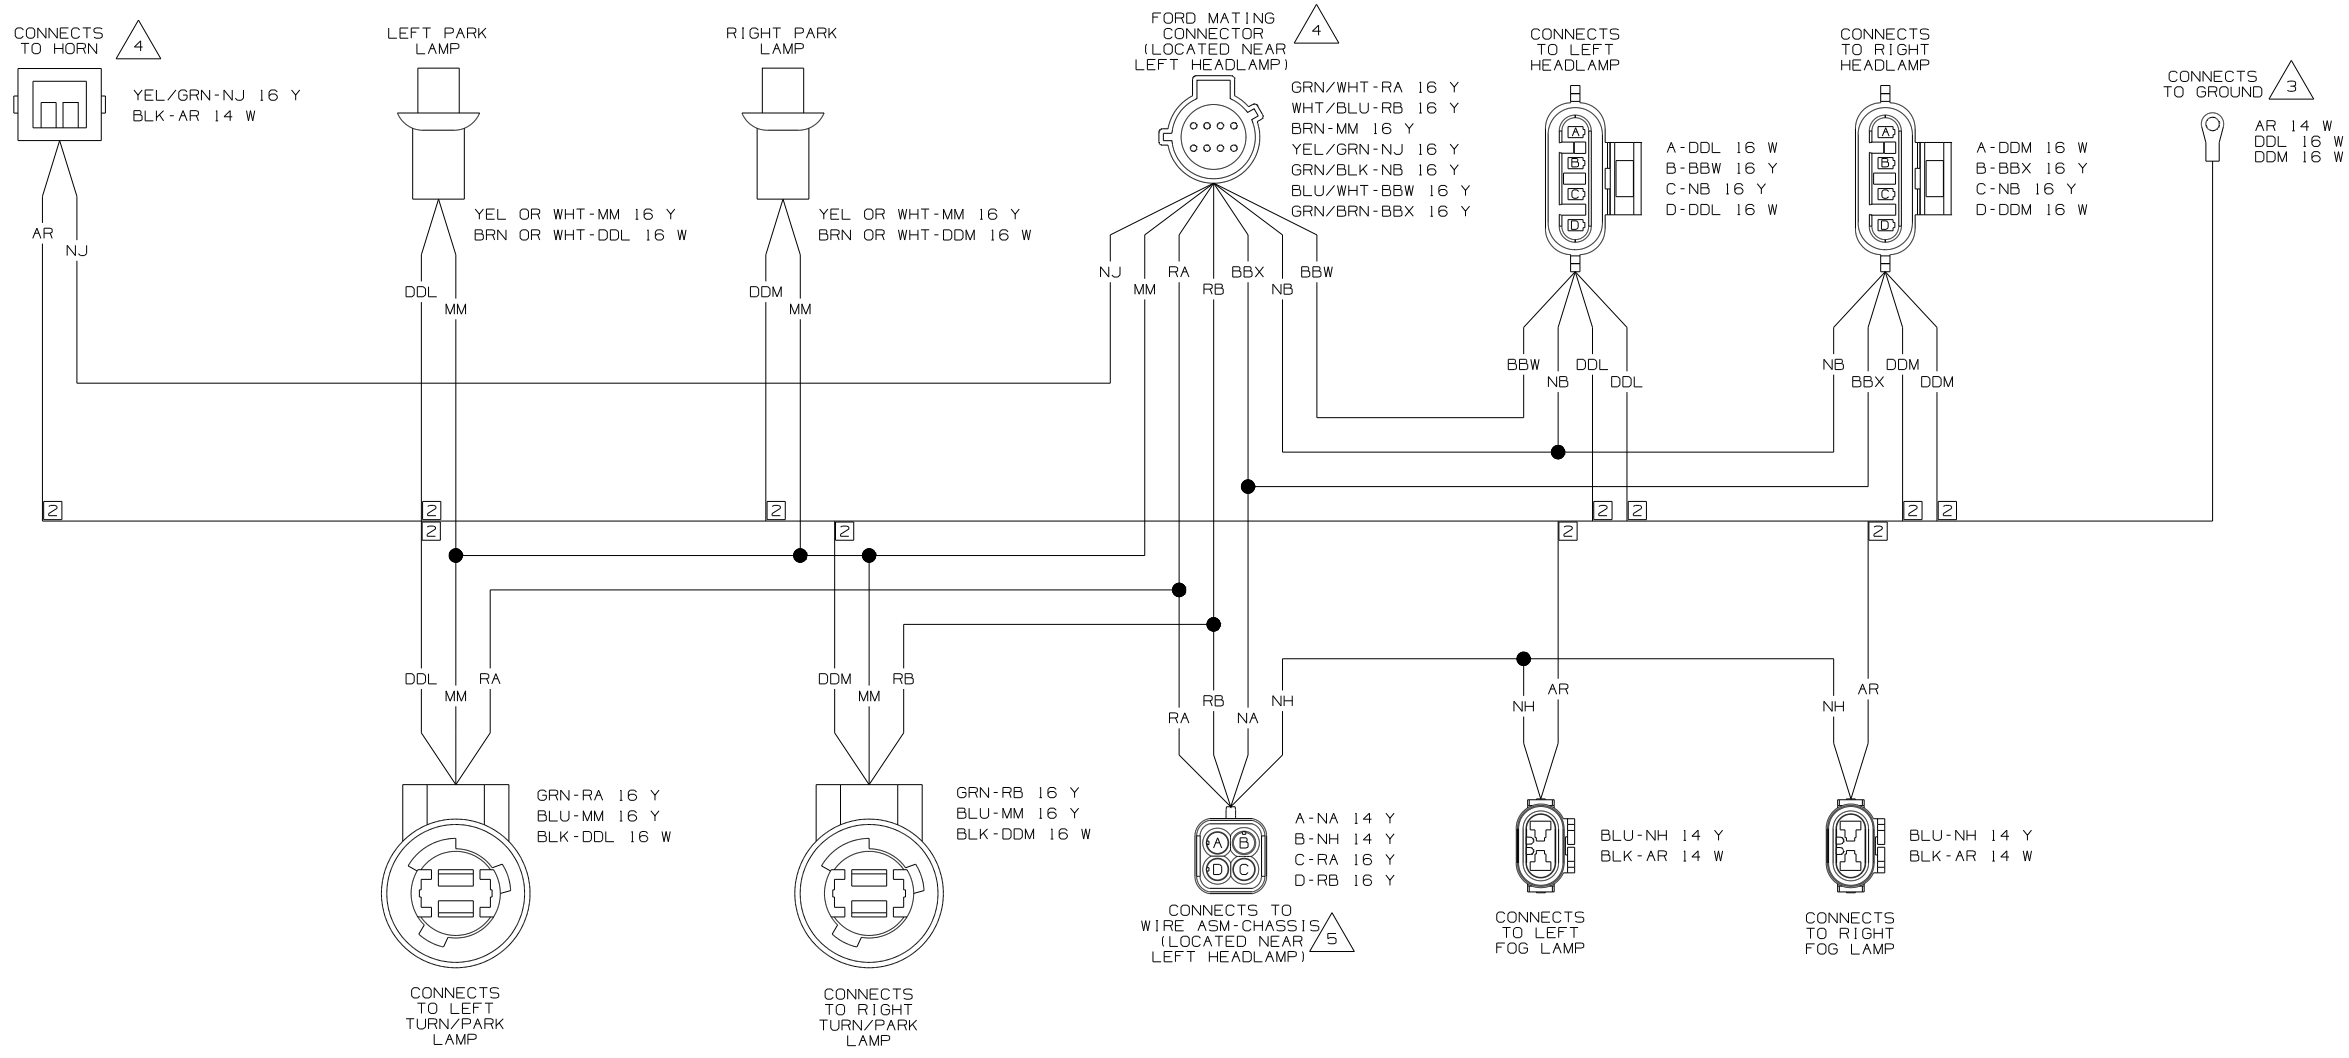 CONNECTS
TO HORN
4
YEL/GRN-NJ 16 Y
BLK-AR 14 W
AR
NJ
LEFT PARK
LAMP
YEL OR WHT-MM 16 Y
BRN OR WHT-DDL 16 W
DDL
MM
RIGHT PARK
LAMP
YEL OR WHT-MM 16 Y
BRN OR WHT-DDM 16 W
DDM
MM
FORD MATING
CONNECTOR
(LOCATED NEAR
LEFT HEADLAMP)
4
GRN/WHT-RA 16 Y
WHT/BLU-RB 16 Y
BRN-MM 16 Y
YEL/GRN-NJ 16 Y
GRN/BLK-NB 16 Y
BLU/WHT-BBW 16 Y
GRN/BRN-BBX 16 Y
NJ
MM
RA
RB
BBX
NB
BBW
CONNECTS
TO LEFT
HEADLAMP
A
B
C
D
A-DDL 16 W
B-BBW 16 Y
C-NB 16 Y
D-DDL 16 W
BBW
NB
DDL
DDL
CONNECTS
TO RIGHT
HEADLAMP
A
B
C
D
A-DDM 16 W
B-BBX 16 Y
C-NB 16 Y
D-DDM 16 W
NB
BBX
DDM
DDM
CONNECTS
TO GROUND
3
AR 14 W
DDL 16 W
DDM 16 W
2
2
2
2
2
2
2
2
2
2
2
DDL
MM
RA
GRN-RA 16 Y
BLU-MM 16 Y
BLK-DDL 16 W
CONNECTS
TO LEFT
TURN/PARK
LAMP
DDM
MM
RB
GRN-RB 16 Y
BLU-MM 16 Y
BLK-DDM 16 W
CONNECTS
TO RIGHT
TURN/PARK
LAMP
RA
RB
NA
NH
A
B
D
C
A-NA 14 Y
B-NH 14 Y
C-RA 16 Y
D-RB 16 Y
CONNECTS TO
WIRE ASM-CHASSIS
(LOCATED NEAR
LEFT HEADLAMP)
5
NH
AR
BLU-NH 14 Y
BLK-AR 14 W
CONNECTS
TO LEFT
FOG LAMP
NH
AR
BLU-NH 14 Y
BLK-AR 14 W
CONNECTS
TO RIGHT
FOG LAMP